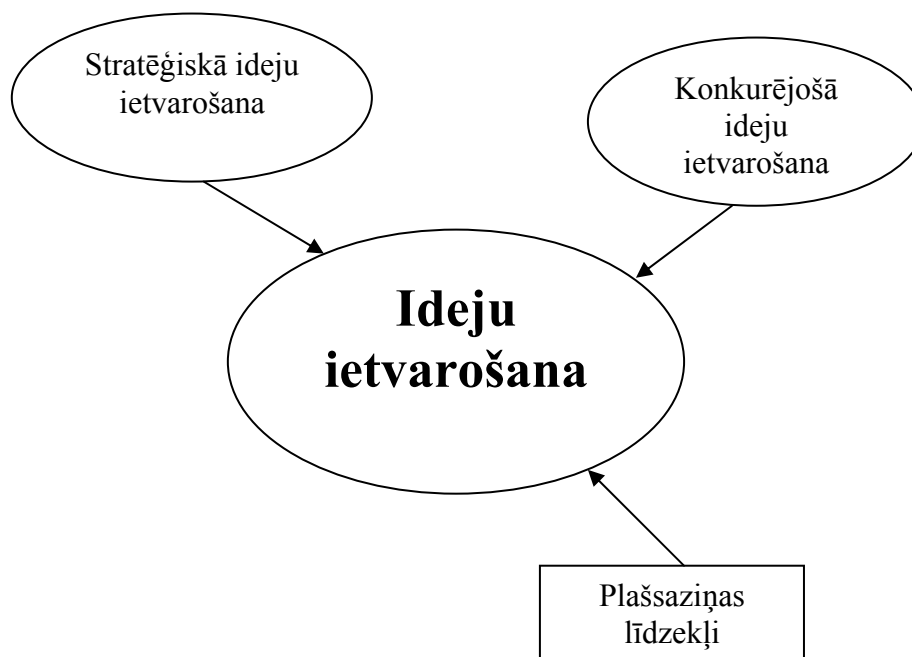 Stratēģiskā ideju
ietvarošana
Konkurējošā
ideju
ietvarošana
Ideju
ietvarošana
Plašsaziņas
līdzekļi